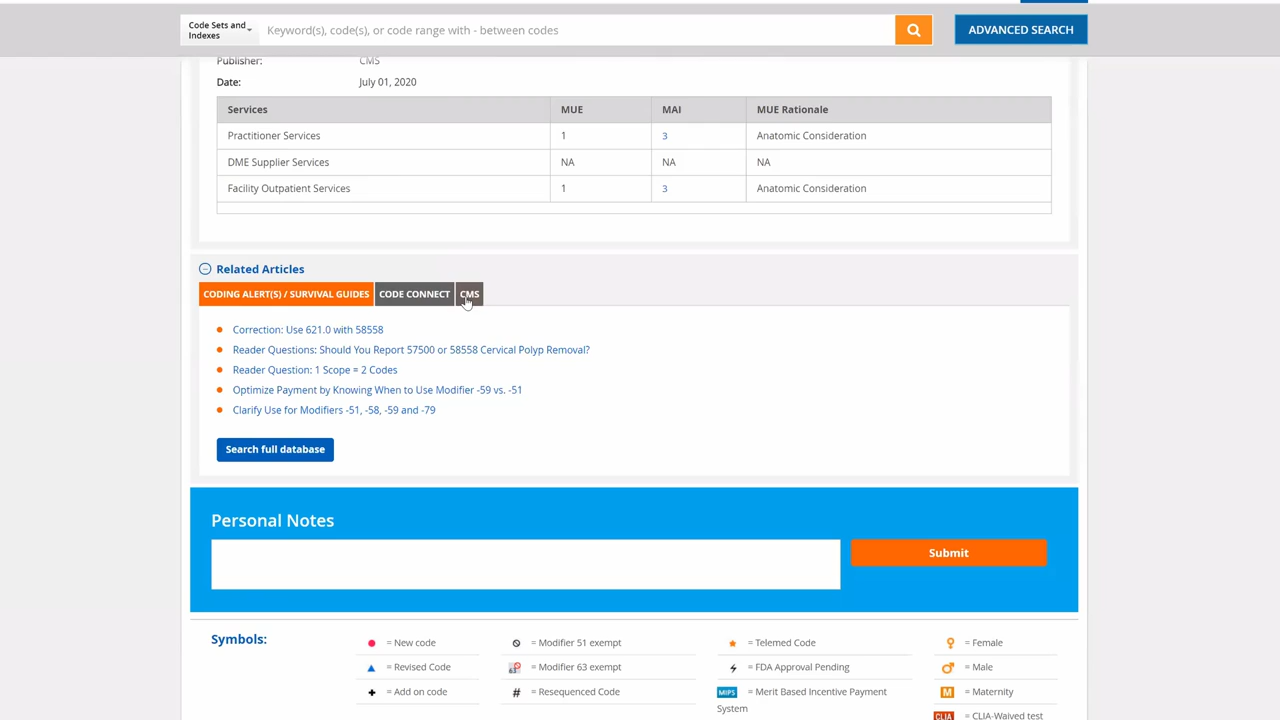 Code Sets and
Indexes
Keyword(s), code(s), or code range with - between codes
ADVANCED SEARCH
Publisher: CMS
Date: July 01, 2020
Services MUE MAI MUE Rationale
Practitioner Services 1 3 Anatomic Consideration
DME Supplier Services NA NA NA
Facility Outpatient Services 1 3 Anatomic Consideration
Related Articles
CODING ALERT(S) / SURVIVAL GUIDES CODE CONNECT CMS
Correction: Use 621.0 with 58558
Reader Questions: Should You Report 57500 or 58558 Cervical Polyp Removal?
Reader Question: 1 Scope = 2 Codes
Optimize Payment by Knowing When to Use Modifier -59 vs. -51
Clarify Use for Modifiers -51, -58, -59 and -79
Search full database
Personal Notes
Submit
Symbols:
= New code = Modifier 51 exempt = Telemed Code = Female
= Revised Code = Modifier 63 exempt = FDA Approval Pending = Male
= Add on code # = Resequenced Code MIPS = Merit Based Incentive Payment M = Maternity
System
CLIA = CLIA-Waived test